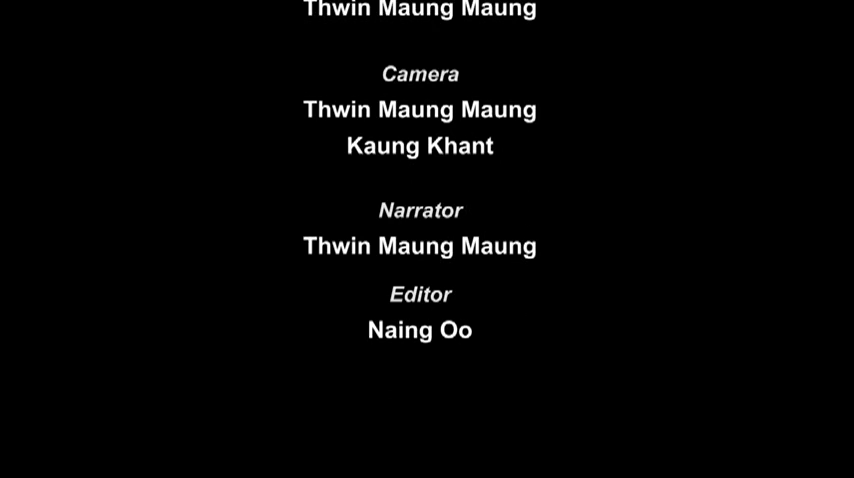 Thwin Maung Maung
Camera
Thwin Maung Maung
Kaung Khant
Narrator
Thwin Maung Maung
Editor
Naing Oo